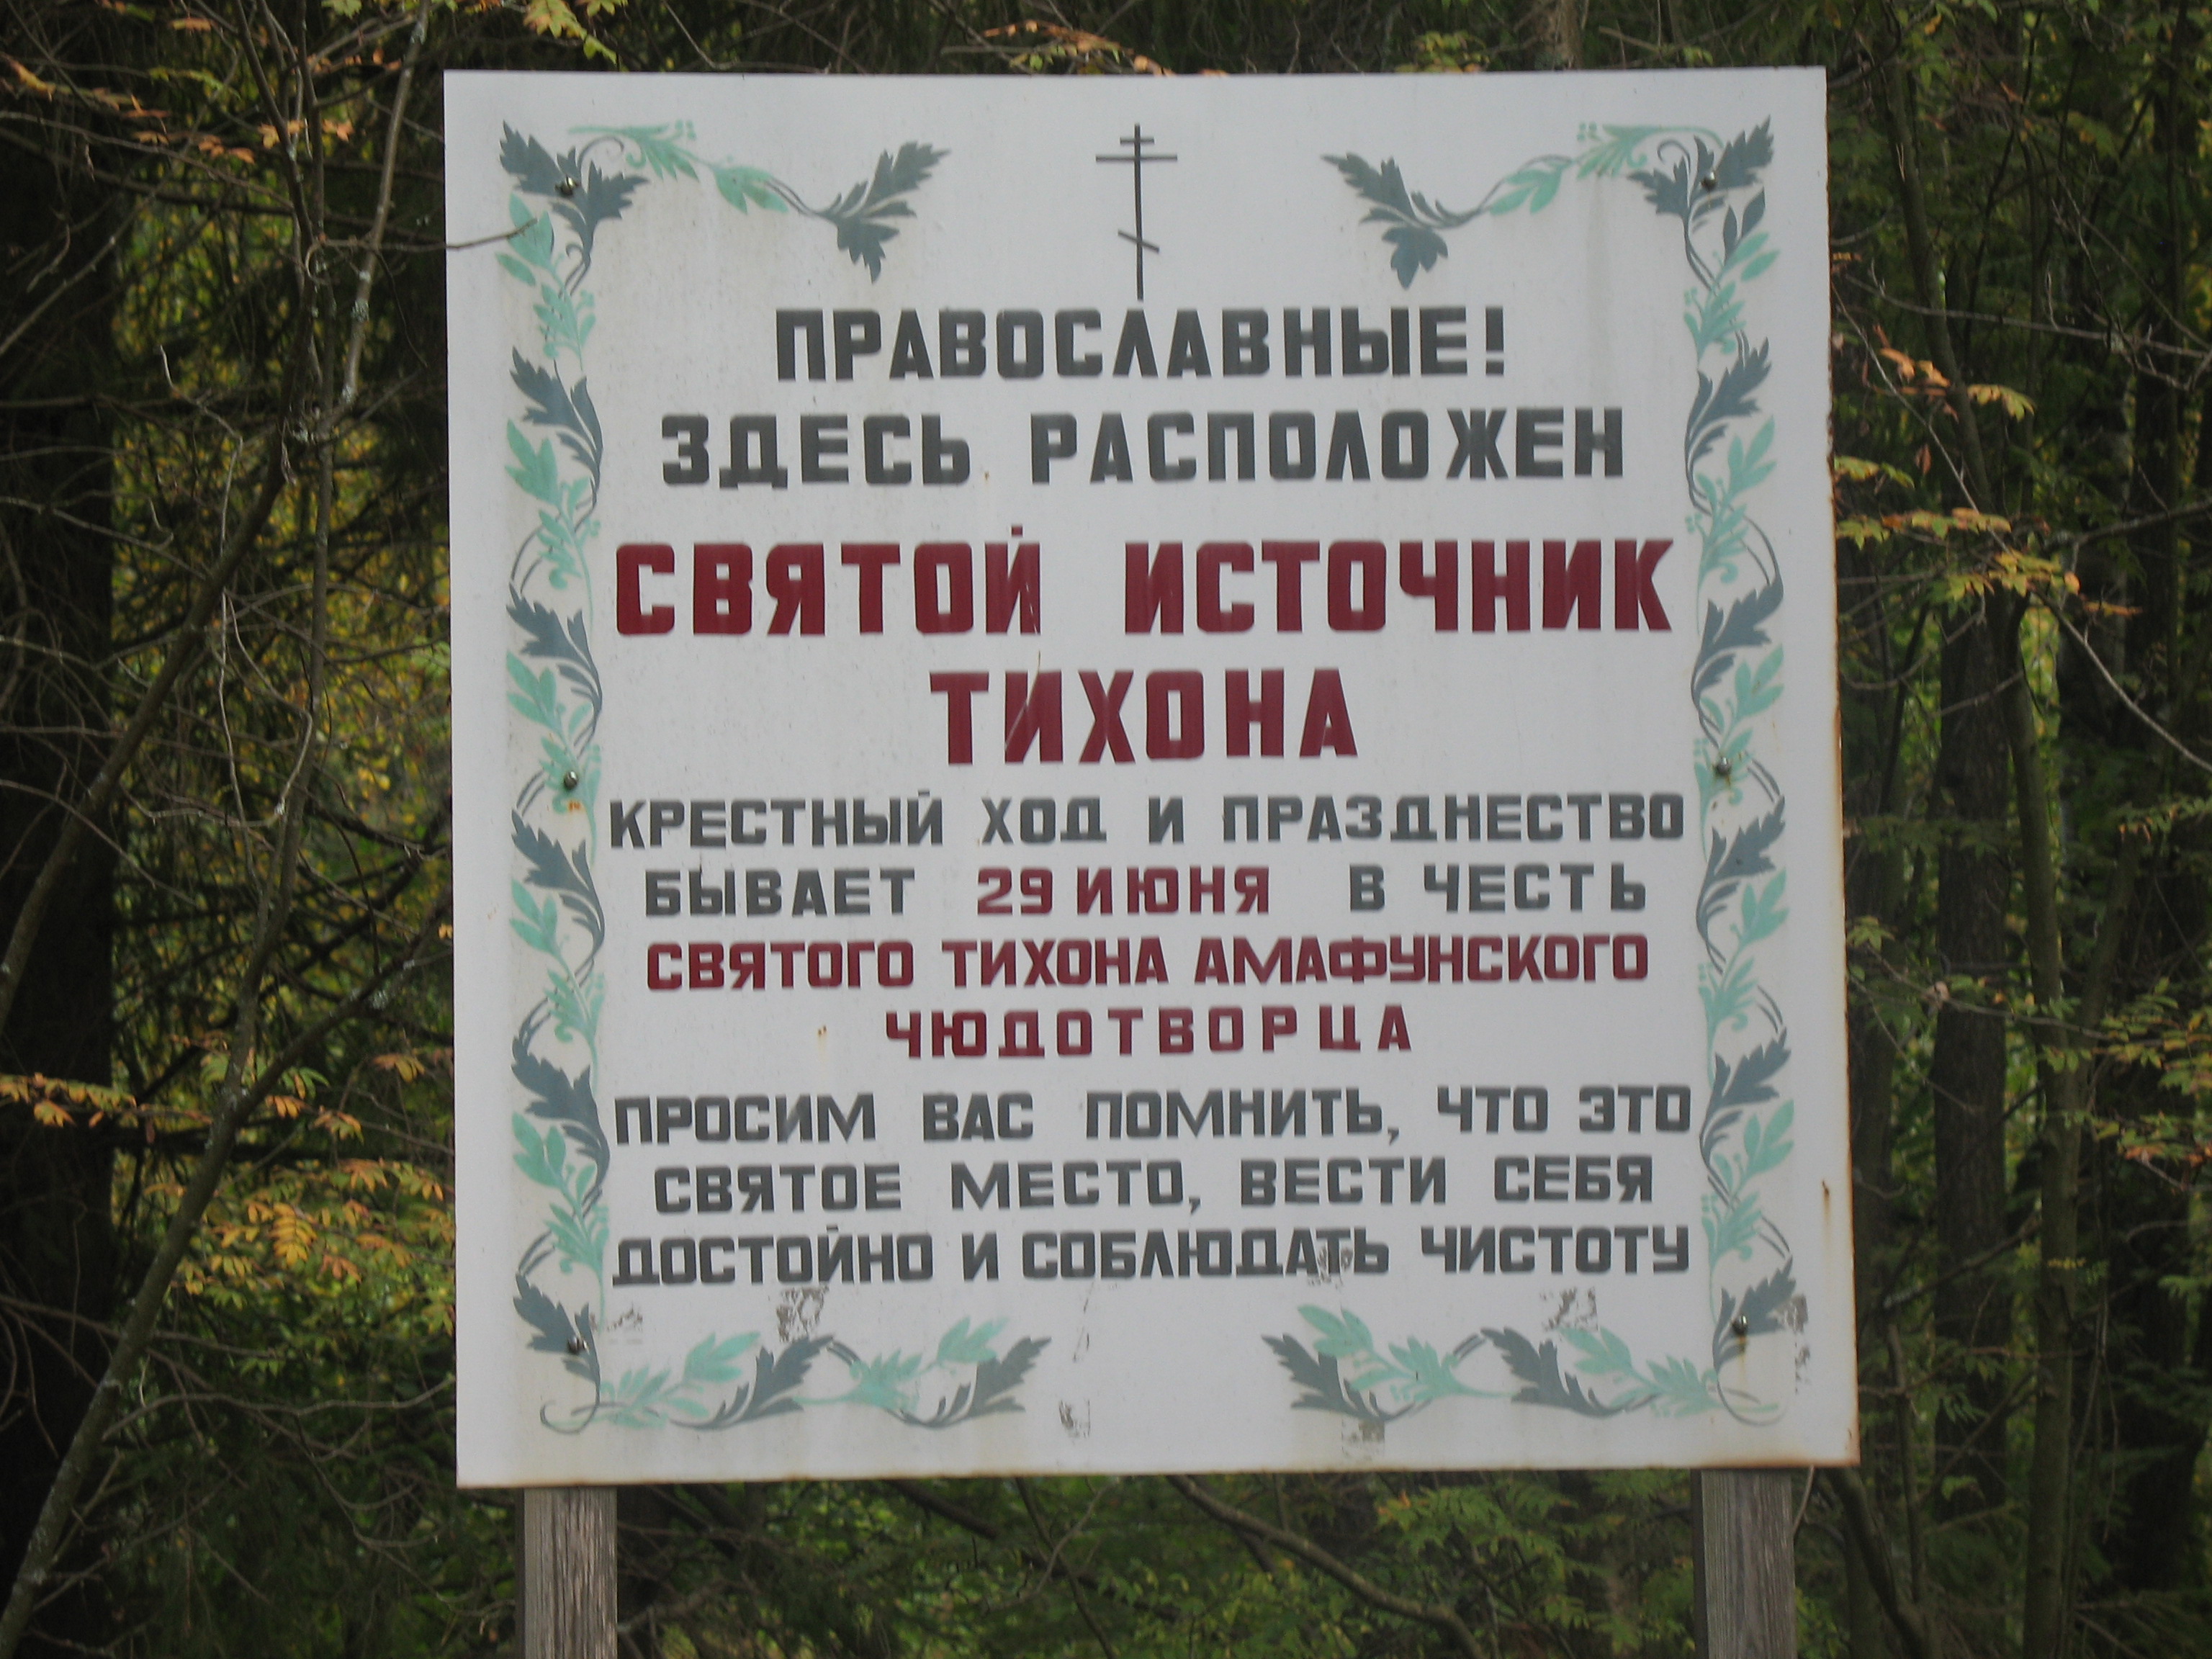 ПРАВОСЛАВНЫЕ!
ЗДЕСЬ РАСПОЛОЖЕН
СВЯТОЙ ИСТОЧНИК
ТИХОНА
КРЕСТНЫЙ ХОД И ПРАЗДНЕСТВО
БЫВАЕТ 29 ИЮНЯ В ЧЕСТЬ
СВЯТОГО ТИХОНА АМАФУНСКОГО
ЧЮДОТВОРЦА
ПРОСИМ ВАС ПОМНИТЬ, ЧТО ЭТО
СВЯТОЕ МЕСТО, ВЕСТИ СЕБЯ
ДОСТОЙНО И СОБЛЮДАТЬ ЧИСТОТУ